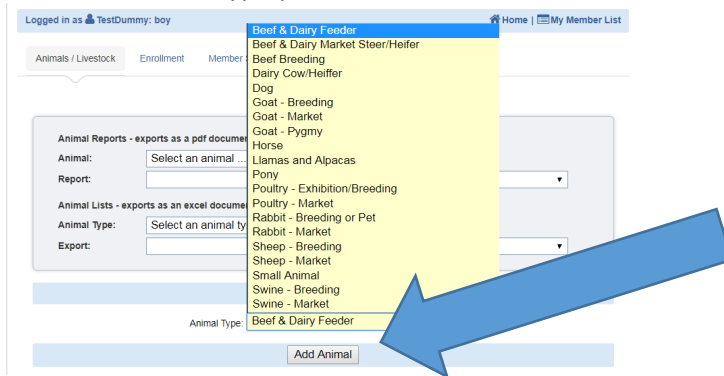 Logged in as TestDummy: boy
Home | My Member List
Animals / Livestock Enrollment Member
Beef & Dairy Feeder
Beef & Dairy Market Steer/Heifer
Beef Breeding
Dairy Cow/Heiffer
Dog
Goat - Breeding
Goat - Market
Goat - Pygmy
Horse
Llamas and Alpacas
Pony
Poultry - Exhibition/Breeding
Poultry - Market
Rabbit - Breeding or Pet
Rabbit - Market
Sheep - Breeding
Sheep - Market
Small Animal
Swine - Breeding
Swine - Market
Animal Reports - exports as a pdf documen
Animal: Select an animal ...
Report:
Animal Lists - exports as an excel documen
Animal Type: Select an animal ty
Export:
Animal Type: Beef & Dairy Feeder
Add Animal